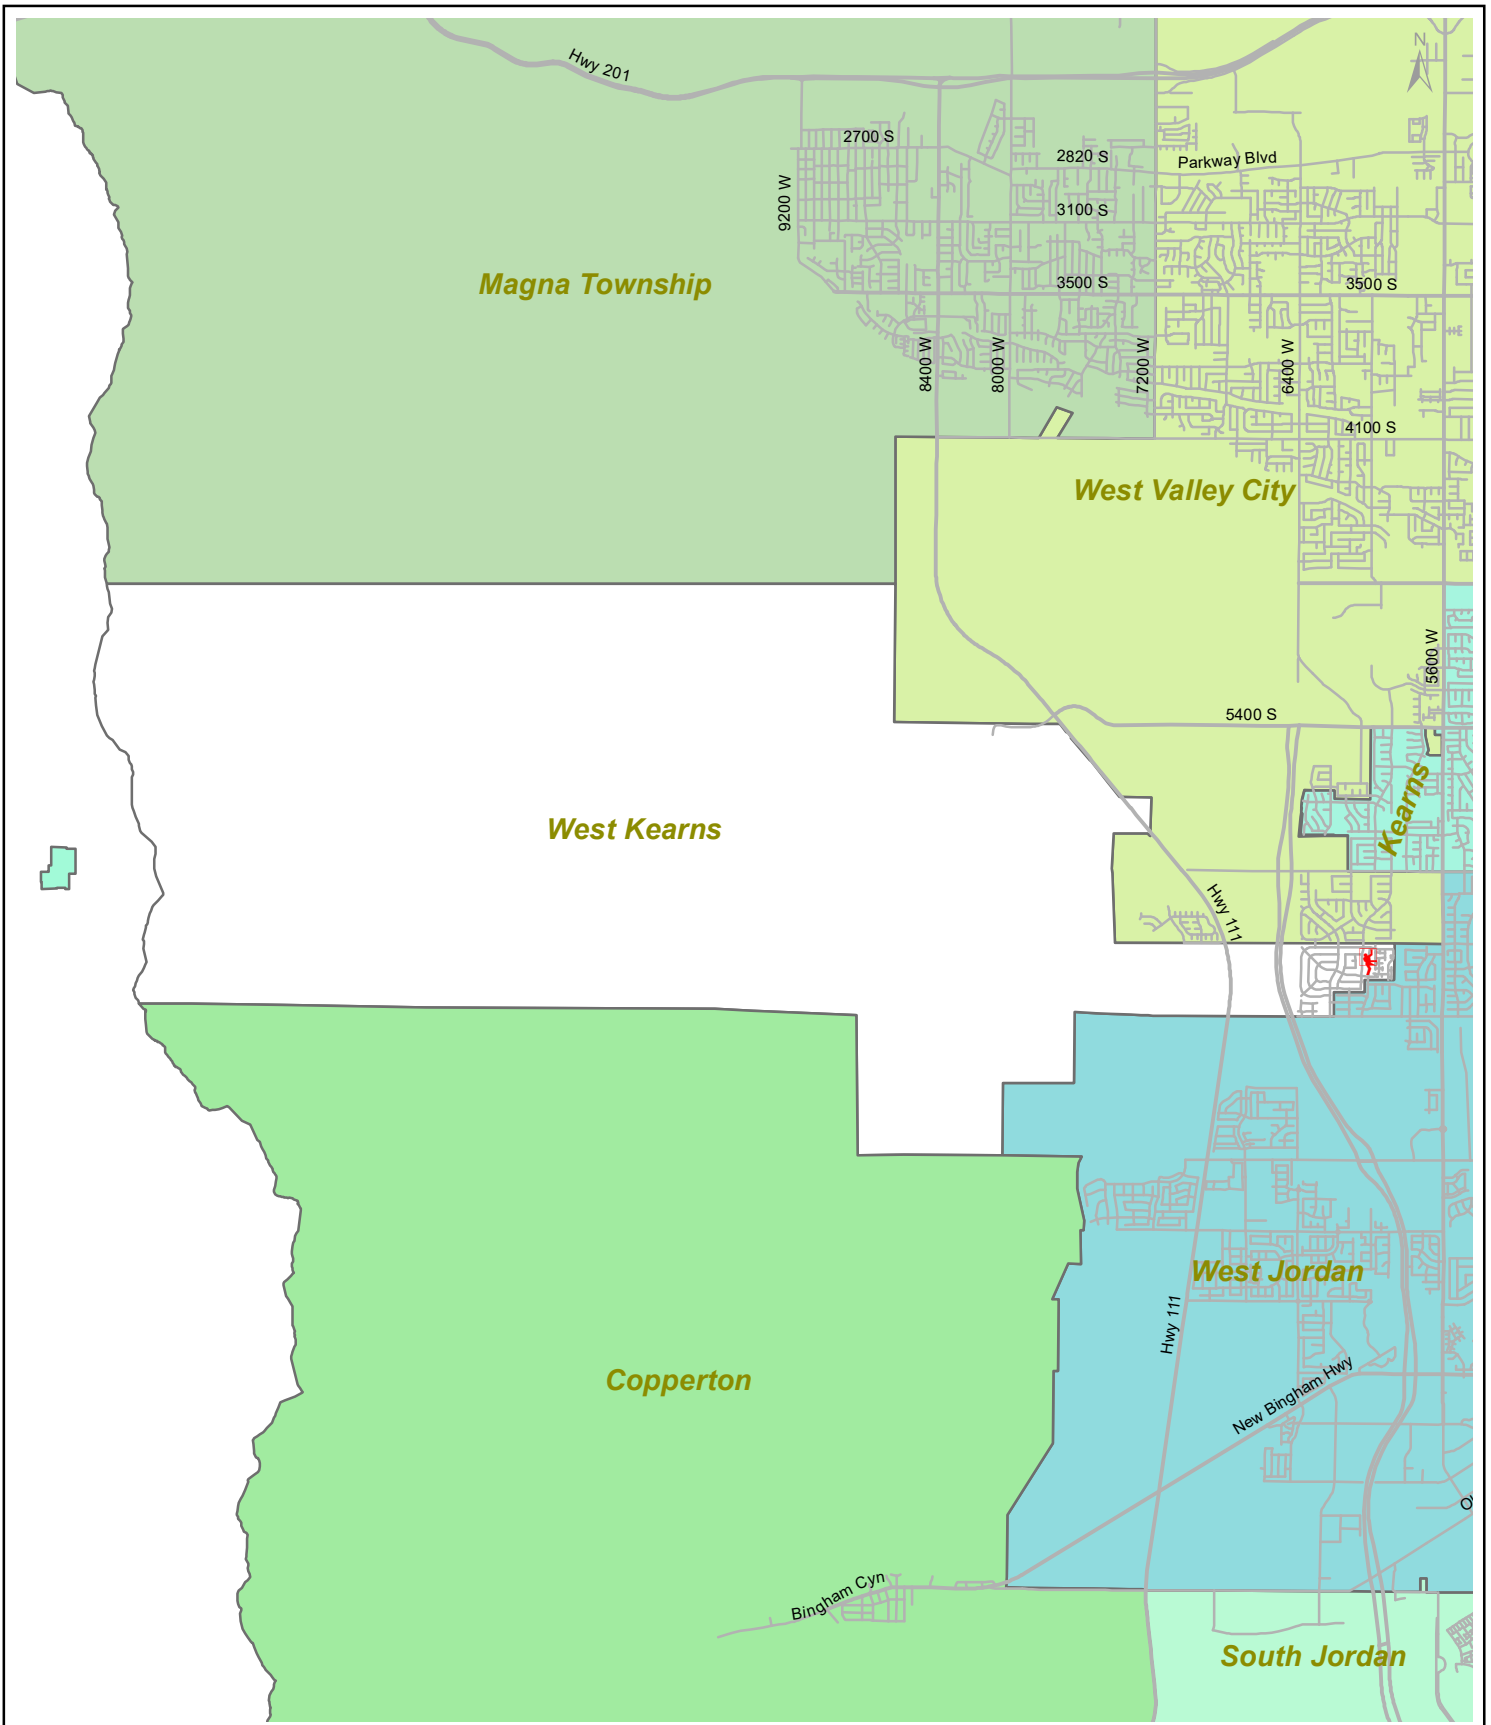 N
Hwy 201
2700 S
2820 S
Parkway Blvd
9200 W
3100 S
Magna Township
3500 S
3500 S
8400 W
8000 W
7200 W
6400 W
4100 S
West Valley City
5600 W
5400 S
Kearns
West Kearns
Hwy 111
West Jordan
Hwy 111
Copperton
New Bingham Hwy
Ol
Bingham Cyn
South Jordan